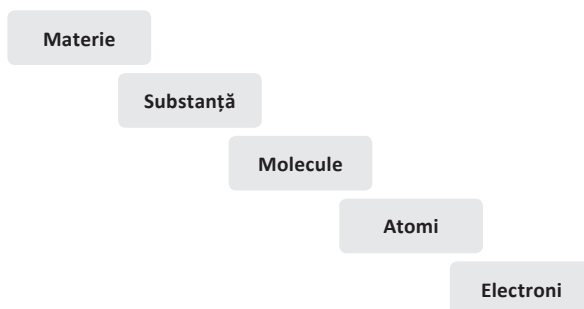 Materie
Substanță
Molecule
Atomi
Electroni